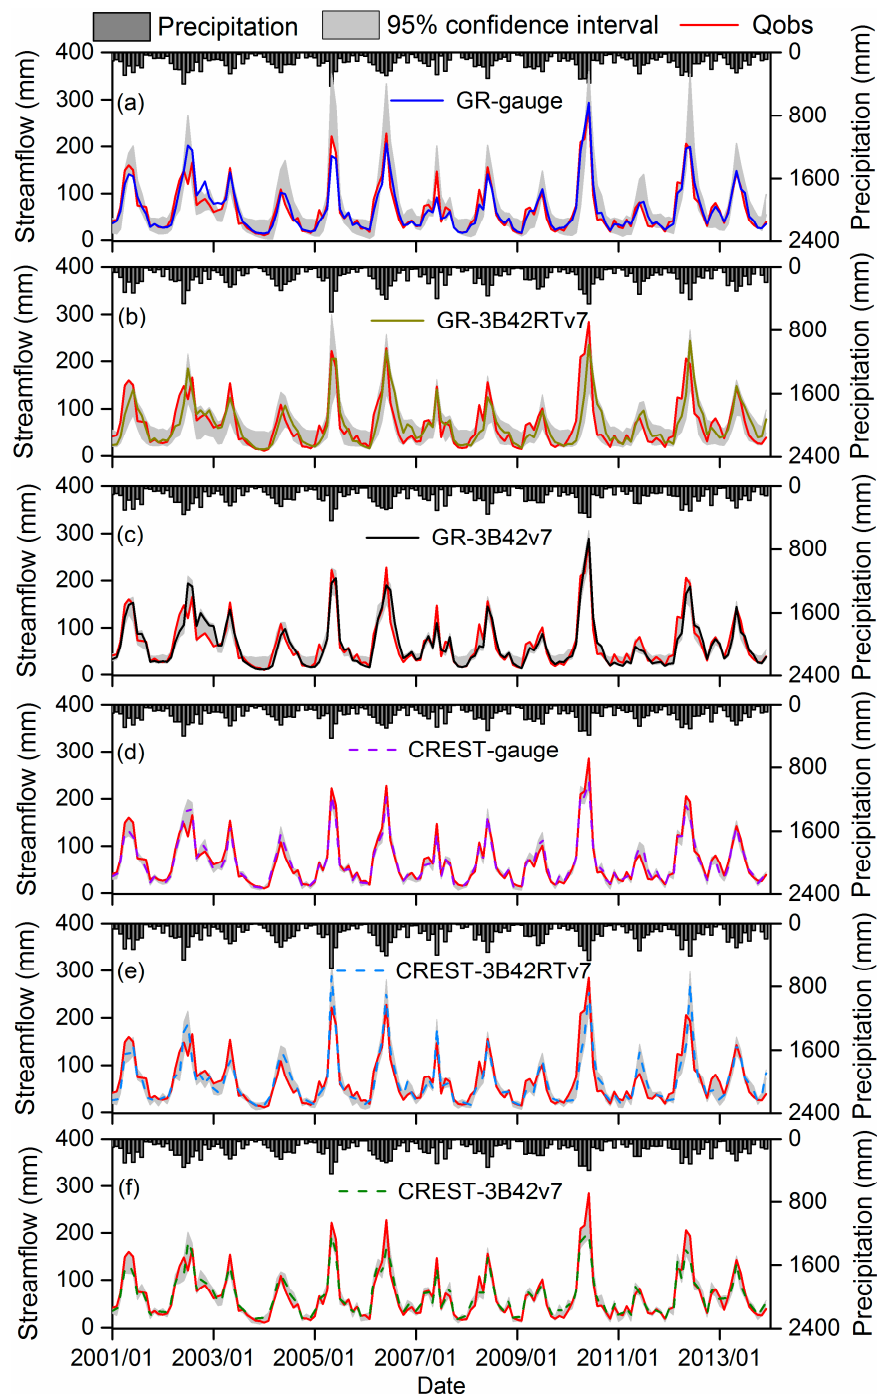 Precipitation 95% confidence interval Qobs
400 0
300 800
200 1600
100
0 2400
Streamflow (mm)
Precipitation (mm)
(a) GR-gauge
400 0
300 800
200 1600
100
0 2400
Streamflow (mm)
Precipitation (mm)
(b) GR-3B42RTv7
400 0
300 800
200 1600
100
0 2400
Streamflow (mm)
Precipitation (mm)
(c) GR-3B42v7
400 0
300 800
200 1600
100
0 2400
Streamflow (mm)
Precipitation (mm)
(d) CREST-gauge
400 0
300 800
200 1600
100
0 2400
Streamflow (mm)
Precipitation (mm)
(e) CREST-3B42RTv7
400 0
300 800
200 1600
100
0 2400
Streamflow (mm)
Precipitation (mm)
(f) CREST-3B42v7
2001/01 2003/01 2005/01 2007/01 2009/01 2011/01 2013/01
Date